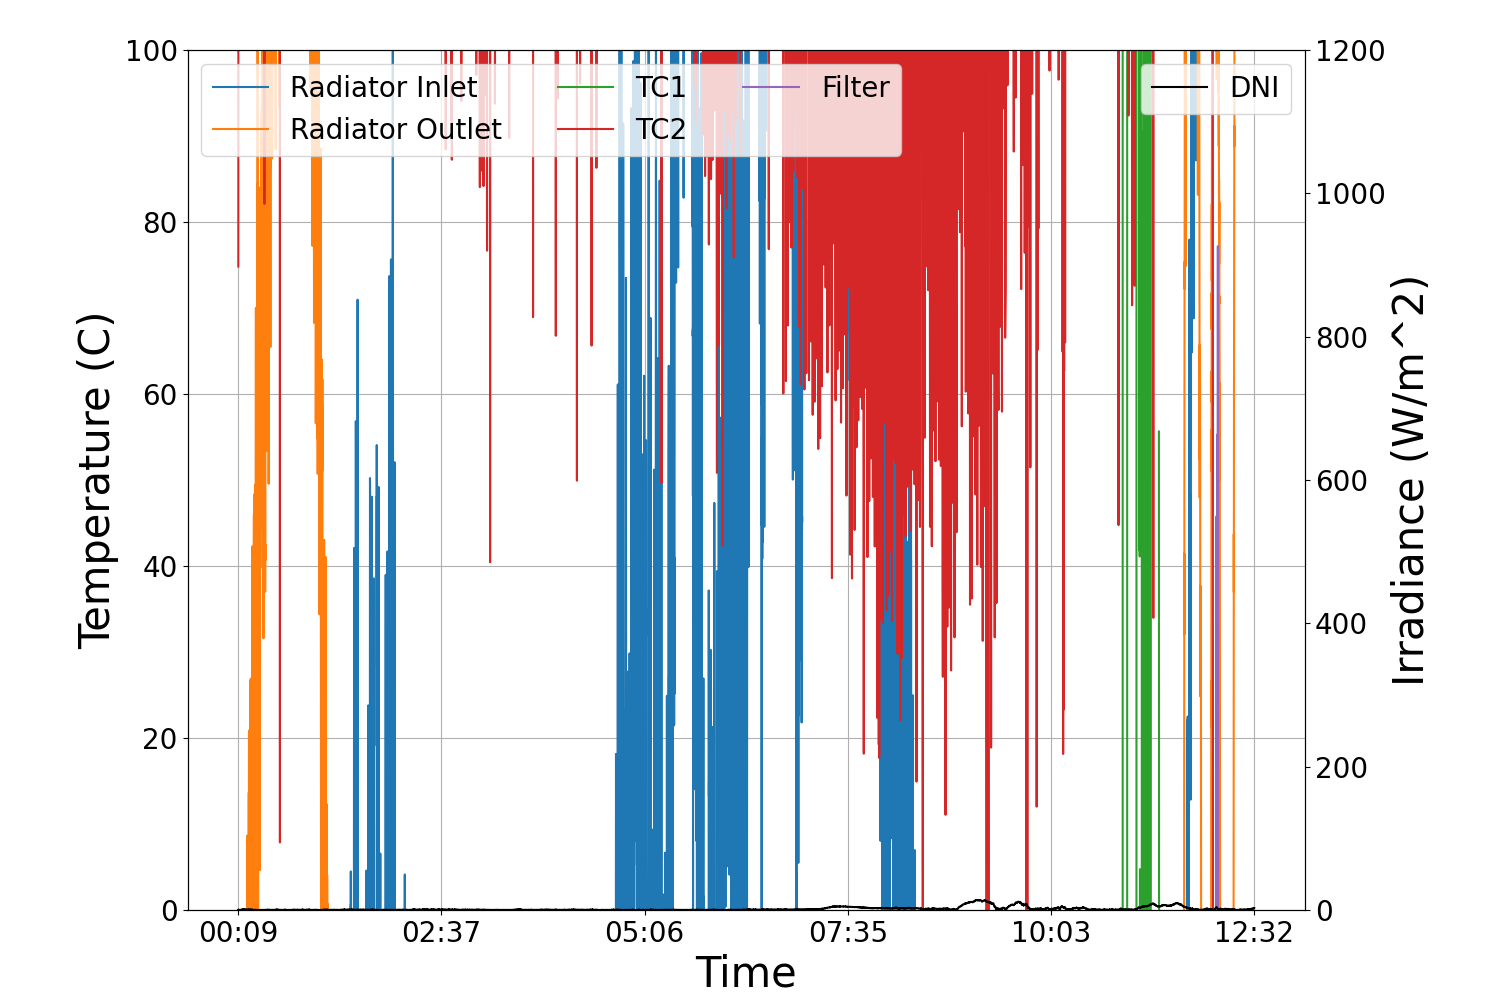 100
80
60
40
20
0
Temperature (C)
Radiator Inlet
Radiator Outlet
TC1
TC2
Filter
DNI
1200
1000
800
600
400
200
0
Irradiance (W/m^2)
00:09
02:37
05:06
07:35
10:03
12:32
Time